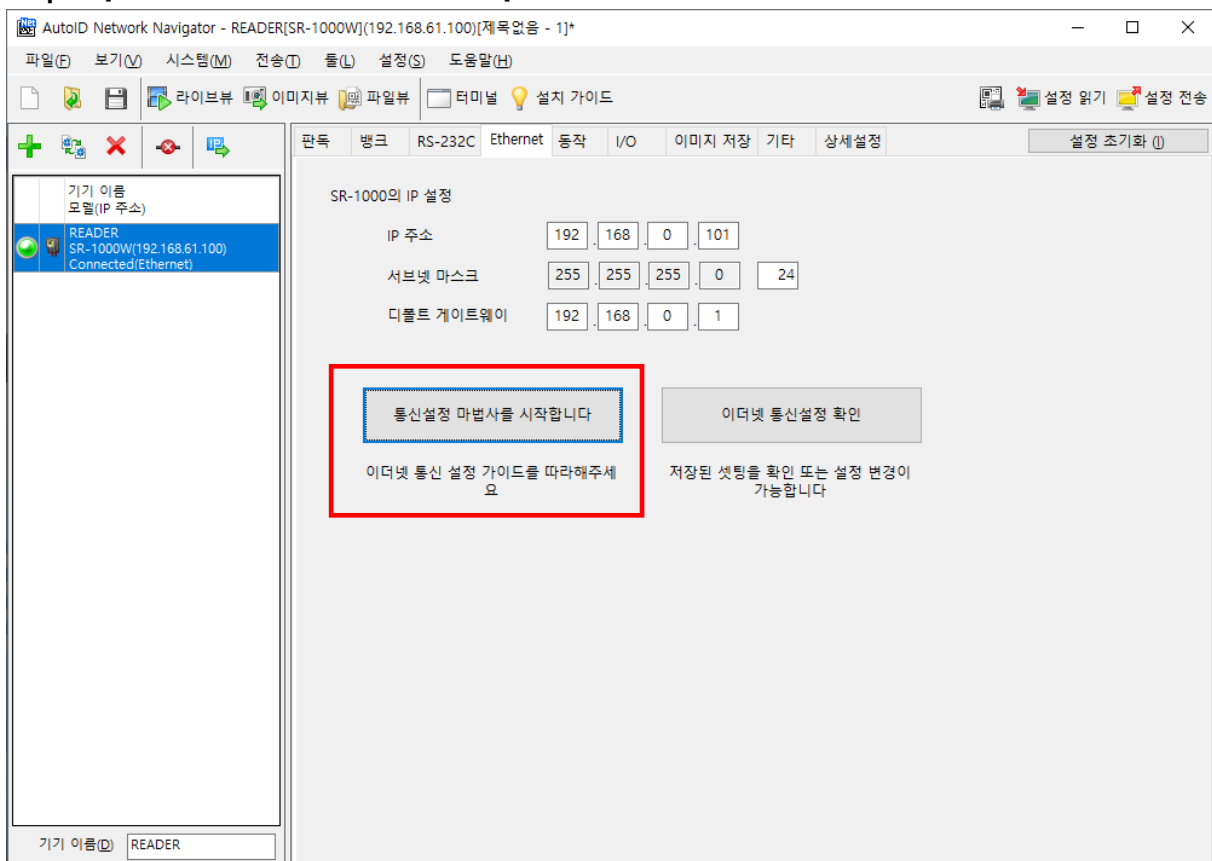 AutoID Network Navigator - READER[SR-1000W](192.168.61.100)[제목없음 - 1]*
파일(F) 보기(V) 시스템(M) 전송(T) 툴(L) 설정(S) 도움말(H)
라이브뷰 이미지뷰 파일뷰 터미널 설치 가이드 설정 읽기 설정 전송
판독 뱅크 RS-232C Ethernet 동작 I/O 이미지 저장 기타 상세설정 설정 초기화 (I)
기기 이름
모델(IP 주소)
READER
SR-1000W(192.168.61.100)
Connected(Ethernet)
SR-1000의 IP 설정
IP 주소 192 . 168 . 0 . 101
서브넷 마스크 255 . 255 . 255 . 0 24
디폴트 게이트웨이 192 . 168 . 0 . 1
통신설정 마법사를 시작합니다
이더넷 통신 설정 가이드를 따라해주세
요
이더넷 통신설정 확인
저장된 셋팅을 확인 또는 설정 변경이
가능합니다
기기 이름(D) READER